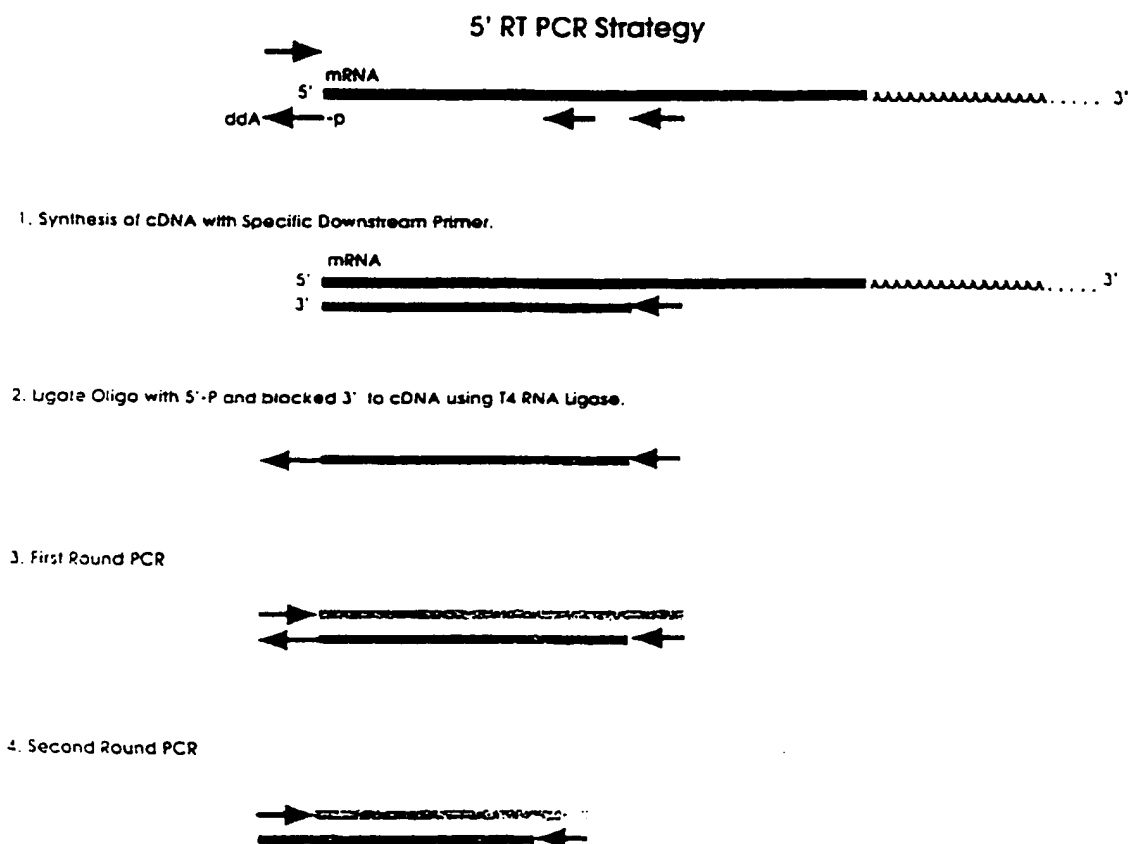 5' RT PCR Strategy
mRNA
5'
3'
ddA
-p
1. Synthesis of cDNA with Specific Downstream Primer.
mRNA
5'
3'
3'
2. Ligate Oligo with 5'-P and blocked 3' to cDNA using T4 RNA Ligase.
3. First Round PCR
4. Second Round PCR